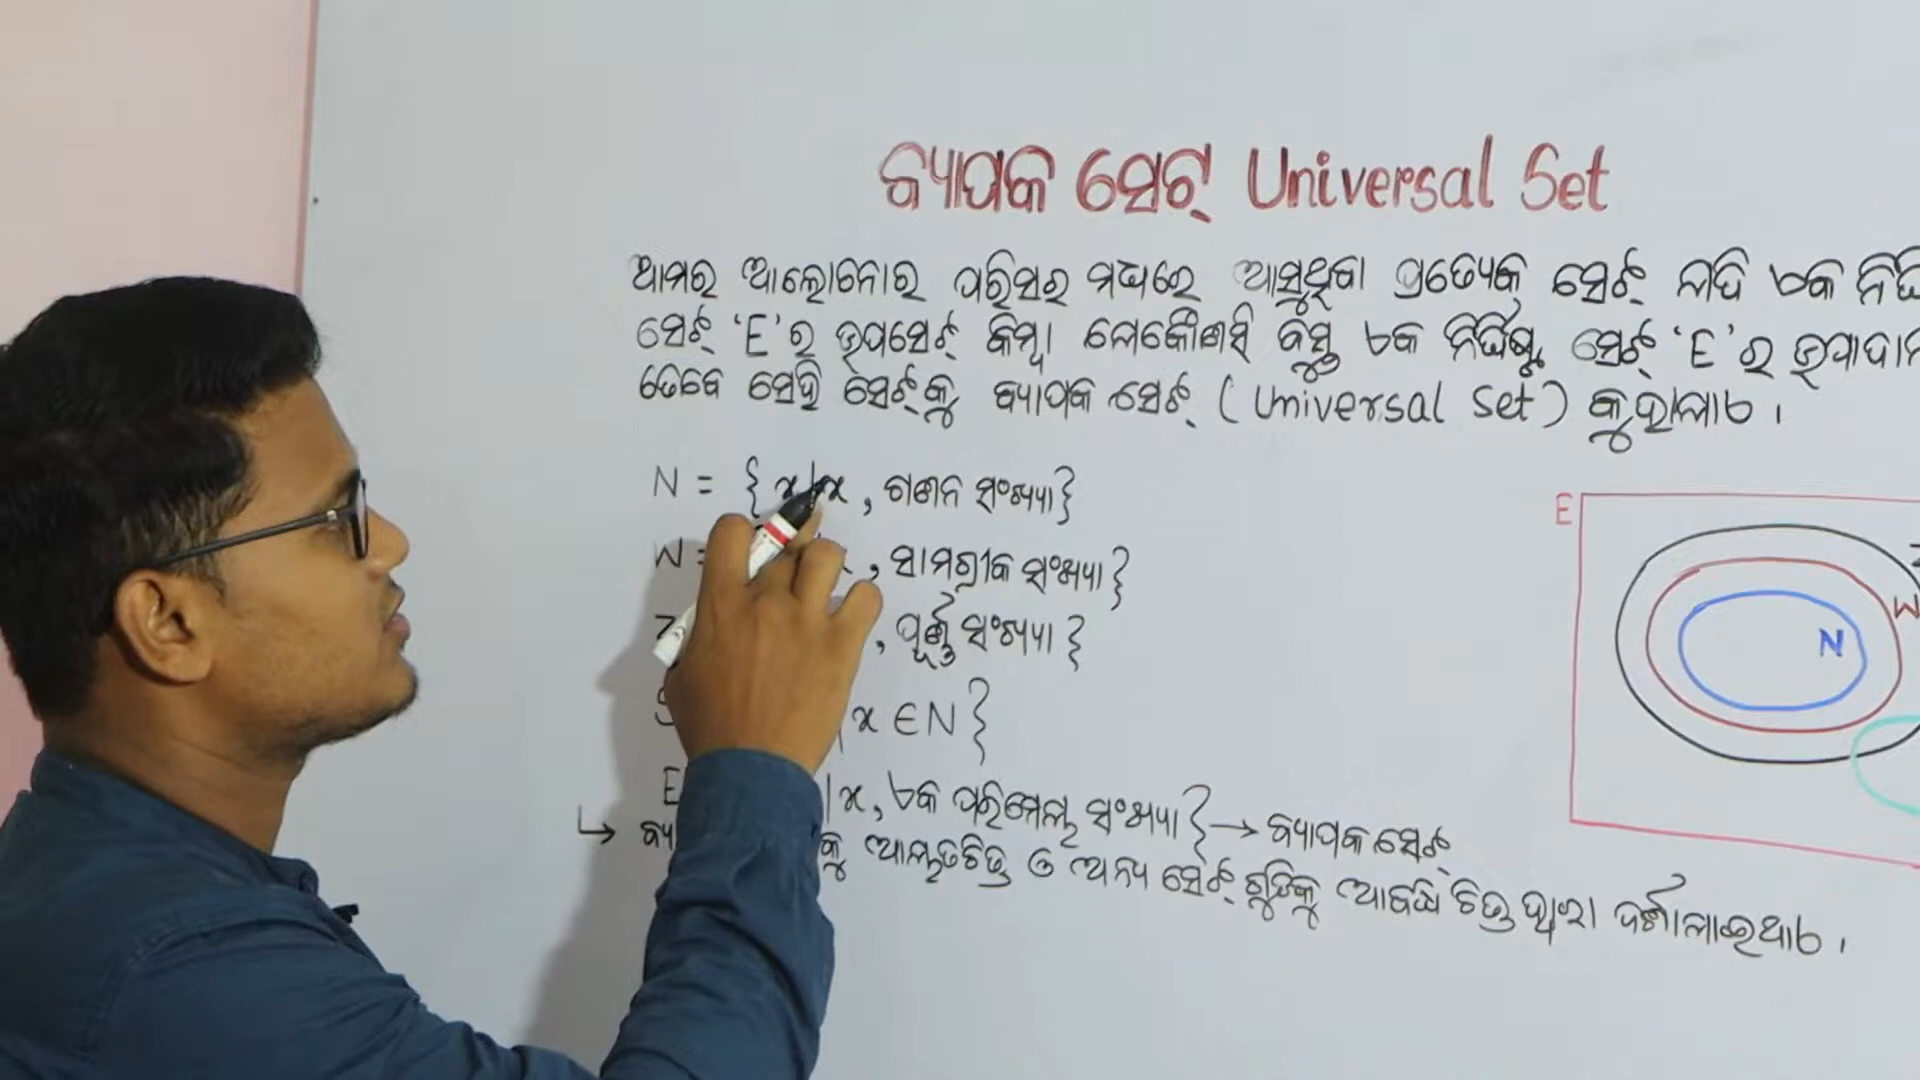 ବ୍ୟାପକ ସେଟ୍ Universal Set
ଆମର ଆଲୋଚନାର ପରିସର ମଧ୍ୟରେ ଆସୁଥିବା ପ୍ରତ୍ୟେକ ସେଟ୍ ଯଦି ଏକ
ସେଟ୍ 'E' ର ଉପସେଟ୍ କିମ୍ବା ଯେକୌଣସି ବସ୍ତୁ ଏକ ନିର୍ଦ୍ଦିଷ୍ଟ ସେଟ୍ 'E' ର ଉପାଦାନ
ତେବେ ସେହି ସେଟ୍‌କୁ ବ୍ୟାପକ ସେଟ୍ (Universal Set) କୁହାଯାଏ ।
N = { x|x , ଗଣନ ସଂଖ୍ୟା}
W = , ସାମଗ୍ରୀକ ସଂଖ୍ୟା}
Z , ପୂର୍ଣ୍ଣ ସଂଖ୍ୟା}
S | x ∈ N }
E |x, ଏକ ପରିମେୟ ସଂଖ୍ୟା} → ବ୍ୟାପକ ସେଟ୍
↳ କୁ ଆୟତଚିତ୍ର ଓ ଅନ୍ୟ ସେଟ୍ ଗୁଡିକୁ ଆବଦ୍ଧ ଚିତ୍ର ଦ୍ୱାରା ଦର୍ଶାଯାଇଥାଏ ।
E
W
N